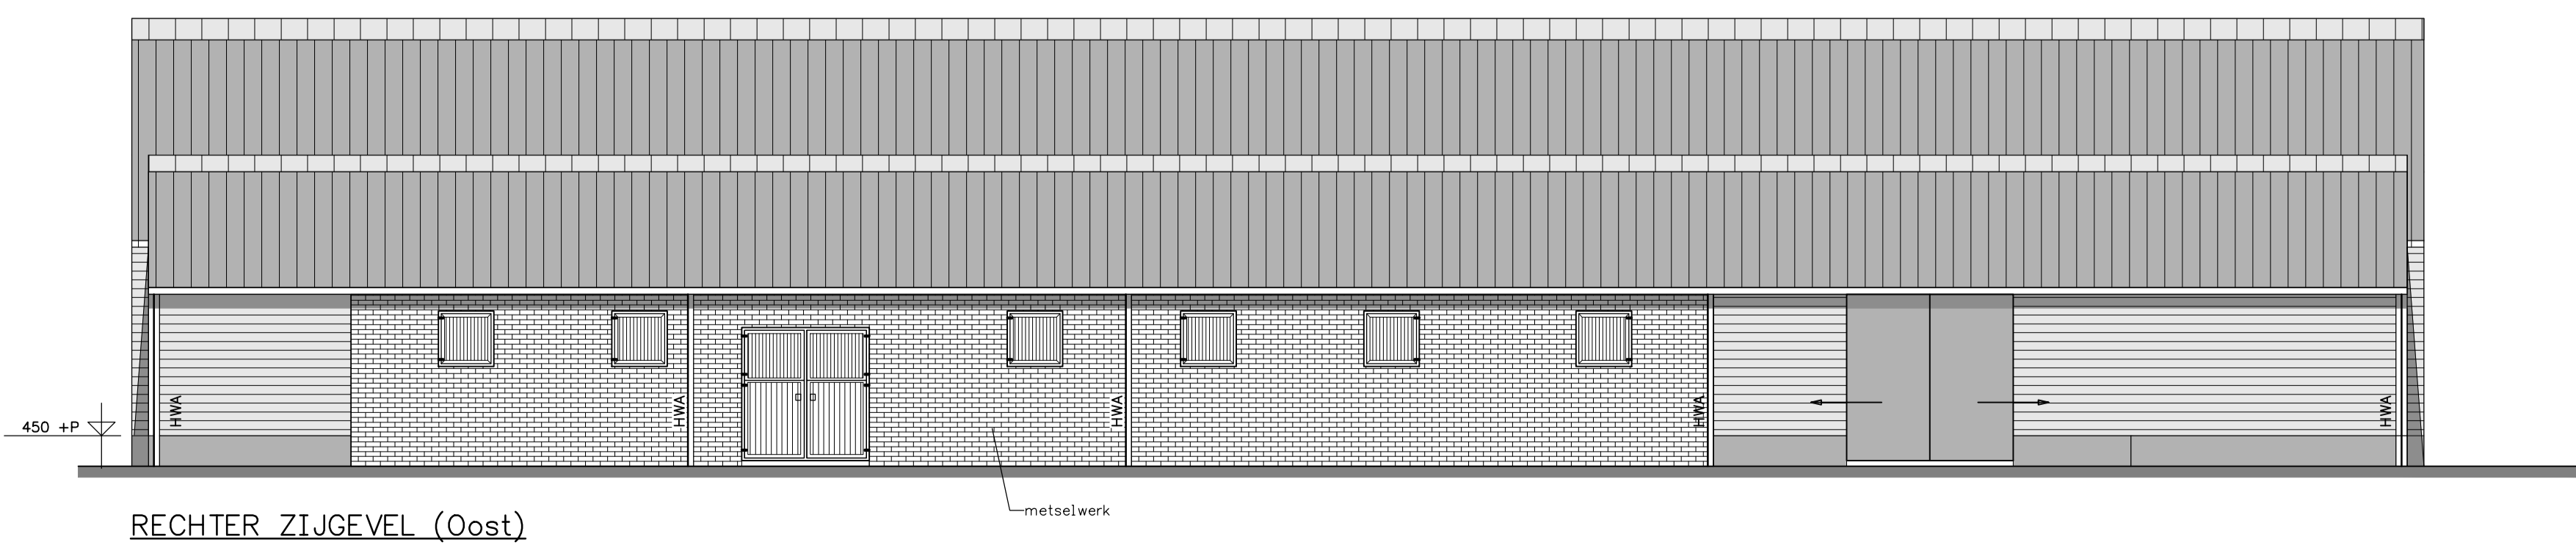 HWA
HWA
HWA
HWA
HWA
450 +P
metselwerk
RECHTER ZIJGEVEL (Oost)